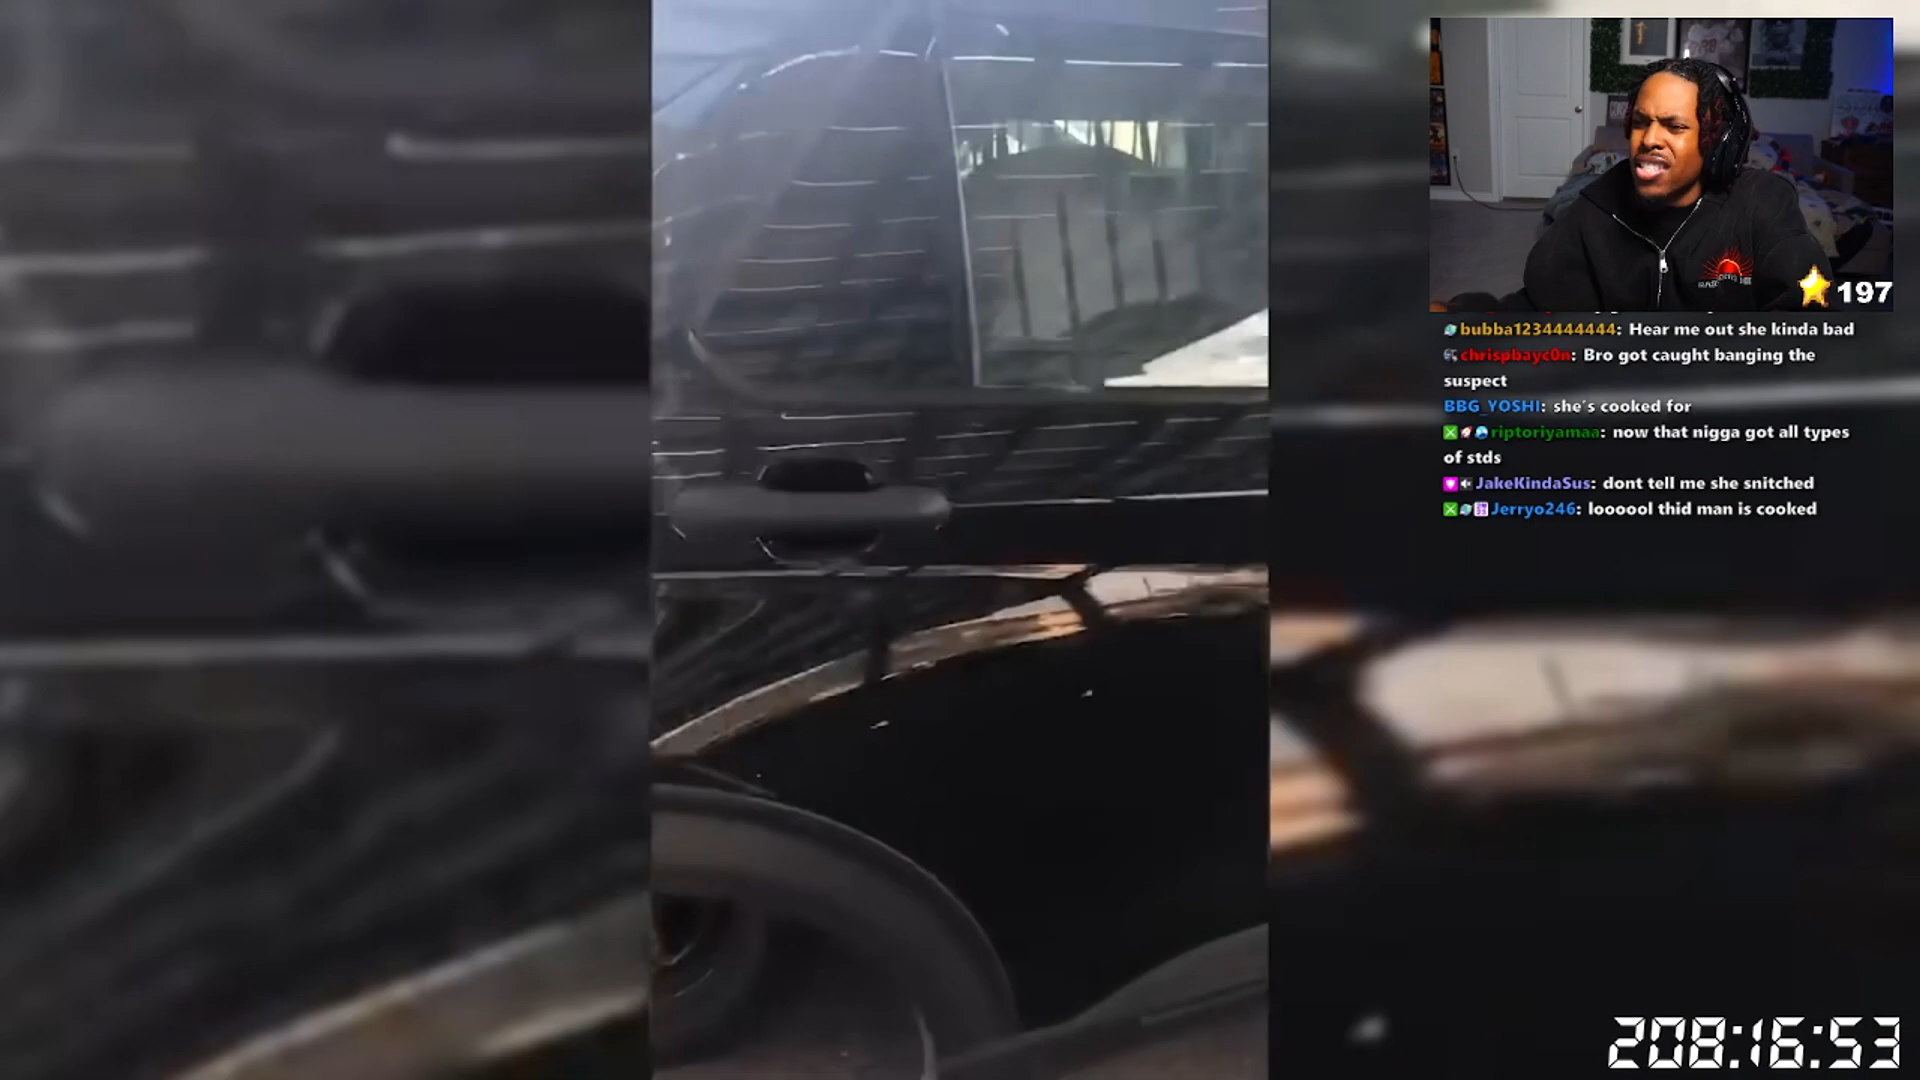 197
bubba1234444444: Hear me out she kinda bad
chrispbayc0n: Bro got caught banging the
suspect
BBG_YOSHI: she's cooked for
riptoriyamaa: now that nigga got all types
of stds
JakeKindaSus: dont tell me she snitched
Jerryo246: loooool thid man is cooked
208:16:53